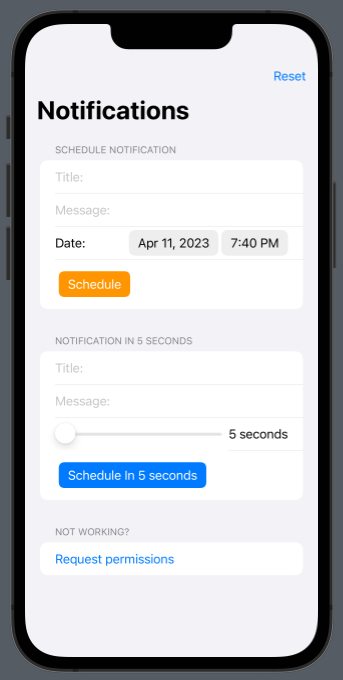 Reset
Notifications
SCHEDULE NOTIFICATION
Title:
Message:
Date: Apr 11, 2023 7:40 PM
Schedule
NOTIFICATION IN 5 SECONDS
Title:
Message:
5 seconds
Schedule In 5 seconds
NOT WORKING?
Request permissions